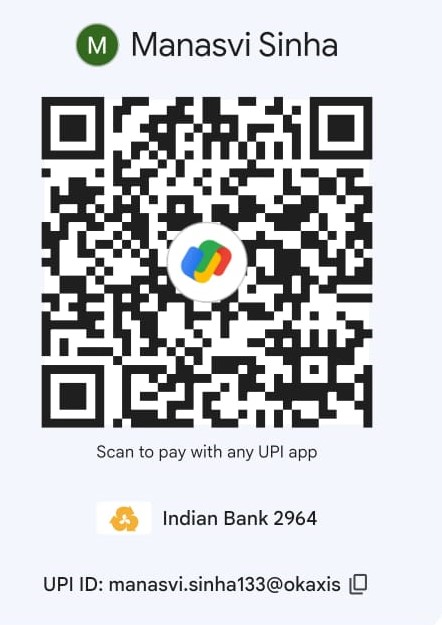 M Manasvi Sinha
Scan to pay with any UPI app
Indian Bank 2964
UPI ID: manasvi.sinha133@okaxis